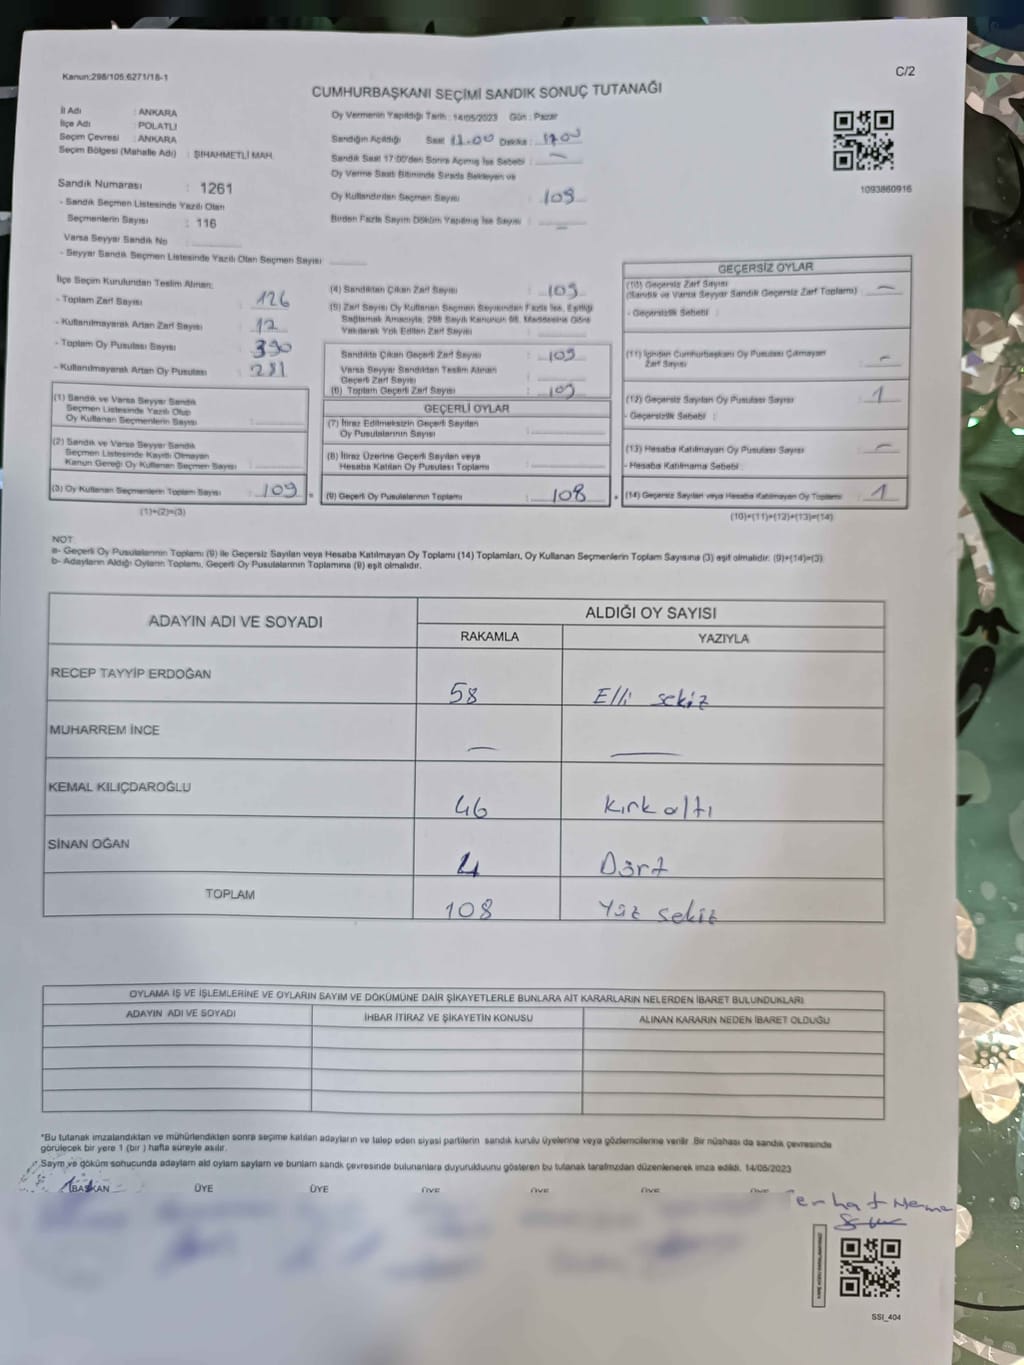 Kanun:298/105,6271/18-1
C/2
CUMHURBAŞKANI SEÇİMİ SANDIK SONUÇ TUTANAĞI
İl Adı : ANKARA
İlçe Adı : POLATLI
Seçim Çevresi : ANKARA
Seçim Bölgesi (Mahalle Adı) : ŞIHAHMETLİ MAH.
Sandık Numarası : 1261
- Sandık Seçmen Listesinde Yazılı Olan
Seçmenlerin Sayısı : 116
Varsa Seyyar Sandık No :
- Seyyar Sandık Seçmen Listesinde Yazılı Olan Seçmen Sayısı
Oy Vermenin Yapıldığı Tarih : 14/05/2023 Gün : Pazar
Sandığın Açıldığı Saat Dakika :
Sandık Saat 17:00'den Sonra Açılmış İse Sebebi : —
Oy Verme Saati Bitiminde Sırada Bekleyen ve
Oy Kullandırılan Seçmen Sayısı : 109
Birden Fazla Sayım Döküm Yapılmış İse Sayısı : —
1093860916
İlçe Seçim Kurulundan Teslim Alınan:
- Toplam Zarf Sayısı : 126
- Kullanılmayarak Artan Zarf Sayısı :
- Toplam Oy Pusulası Sayısı : 390
- Kullanılmayarak Artan Oy Pusulası : 281
(1) Sandık ve Varsa Seyyar Sandık
Seçmen Listesinde Yazılı Olup
Oy Kullanan Seçmenlerin Sayısı :
(2) Sandık ve Varsa Seyyar Sandık
Seçmen Listesinde Kayıtlı Olmayan
Kanun Gereği Oy Kullanan Seçmen Sayısı :
(3) Oy Kullanan Seçmenlerin Toplam Sayısı : 109 =
(1)+(2)=(3)
(4) Sandıktan Çıkan Zarf Sayısı : 109
(5) Zarf Sayısı Oy Kullanan Seçmen Sayısından Fazla İse, Eşitliği
Sağlamak Amacıyla, 298 Sayılı Kanunun 98. Maddesine Göre
Yakılarak Yok Edilen Zarf Sayısı :
Sandıkta Çıkan Geçerli Zarf Sayısı : 109
Varsa Seyyar Sandıktan Teslim Alınan
Geçerli Zarf Sayısı :
(6) Toplam Geçerli Zarf Sayısı : 109
GEÇERLİ OYLAR
(7) İtiraz Edilmeksizin Geçerli Sayılan
Oy Pusulalarının Sayısı :
(8) İtiraz Üzerine Geçerli Sayılan veya
Hesaba Katılan Oy Pusulası Toplamı :
(9) Geçerli Oy Pusulalarının Toplamı : 108 +
GEÇERSİZ OYLAR
(10) Geçersiz Zarf Sayısı
(Sandık ve Varsa Seyyar Sandık Geçersiz Zarf Toplamı) : —
- Geçersizlik Sebebi :
(11) İçinden Cumhurbaşkanı Oy Pusulası Çıkmayan
Zarf Sayısı : —
(12) Geçersiz Sayılan Oy Pusulası Sayısı : 1
- Geçersizlik Sebebi :
(13) Hesaba Katılmayan Oy Pusulası Sayısı : —
- Hesaba Katılmama Sebebi :
(14) Geçersiz Sayılan veya Hesaba Katılmayan Oy Toplamı : 1
(10)+(11)+(12)+(13)=(14)
NOT:
a- Geçerli Oy Pusulalarının Toplamı (9) ile Geçersiz Sayılan veya Hesaba Katılmayan Oy Toplamı (14) Toplamları, Oy Kullanan Seçmenlerin Toplam Sayısına (3) eşit olmalıdır. (9)+(14)=(3)
b- Adayların Aldığı Oyların Toplamı, Geçerli Oy Pusulalarının Toplamına (9) eşit olmalıdır.
ADAYIN ADI VE SOYADI
ALDIĞI OY SAYISI
RAKAMLA YAZIYLA
RECEP TAYYİP ERDOĞAN 58 Elli sekiz
MUHARREM İNCE — —
KEMAL KILIÇDAROĞLU 46 Kırk altı
SİNAN OĞAN 4 Dört
TOPLAM 108 Yüz sekiz
OYLAMA İŞ VE İŞLEMLERİNE VE OYLARIN SAYIM VE DÖKÜMÜNE DAİR ŞİKAYETLERLE BUNLARA AİT KARARLARIN NELERDEN İBARET BULUNDUKLARI
ADAYIN ADI VE SOYADI İHBAR İTİRAZ VE ŞİKAYETİN KONUSU ALINAN KARARIN NEDEN İBARET OLDUĞU
*Bu tutanak imzalandıktan ve mühürlendikten sonra seçime katılan adayların ve talep eden siyasi partilerin sandık kurulu üyelerine veya gözlemcilerine verilir. Bir nüshası da sandık çevresinde
görülecek bir yere 1 (bir) hafta süreyle asılır.
Sayım ve döküm sonucunda adayların aldı oyların sayları ve bunların sandı çevresinde bulunanlara duyurulduunu gösteren bu tutanak tarafmızdan düzenlenerek imza edildi. 14/05/2023
BAŞKAN ÜYE ÜYE ÜYE ÜYE ÜYE ÜYE
SSI_404